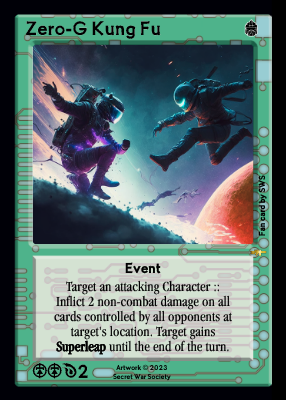 Zero-G Kung Fu
Fan card by SWS
Event
Target an attacking Character ::
Inflict 2 non-combat damage on all
cards controlled by all opponents at
target's location. Target gains
Superleap until the end of the turn.
2
Artwork © 2023
Secret War Society